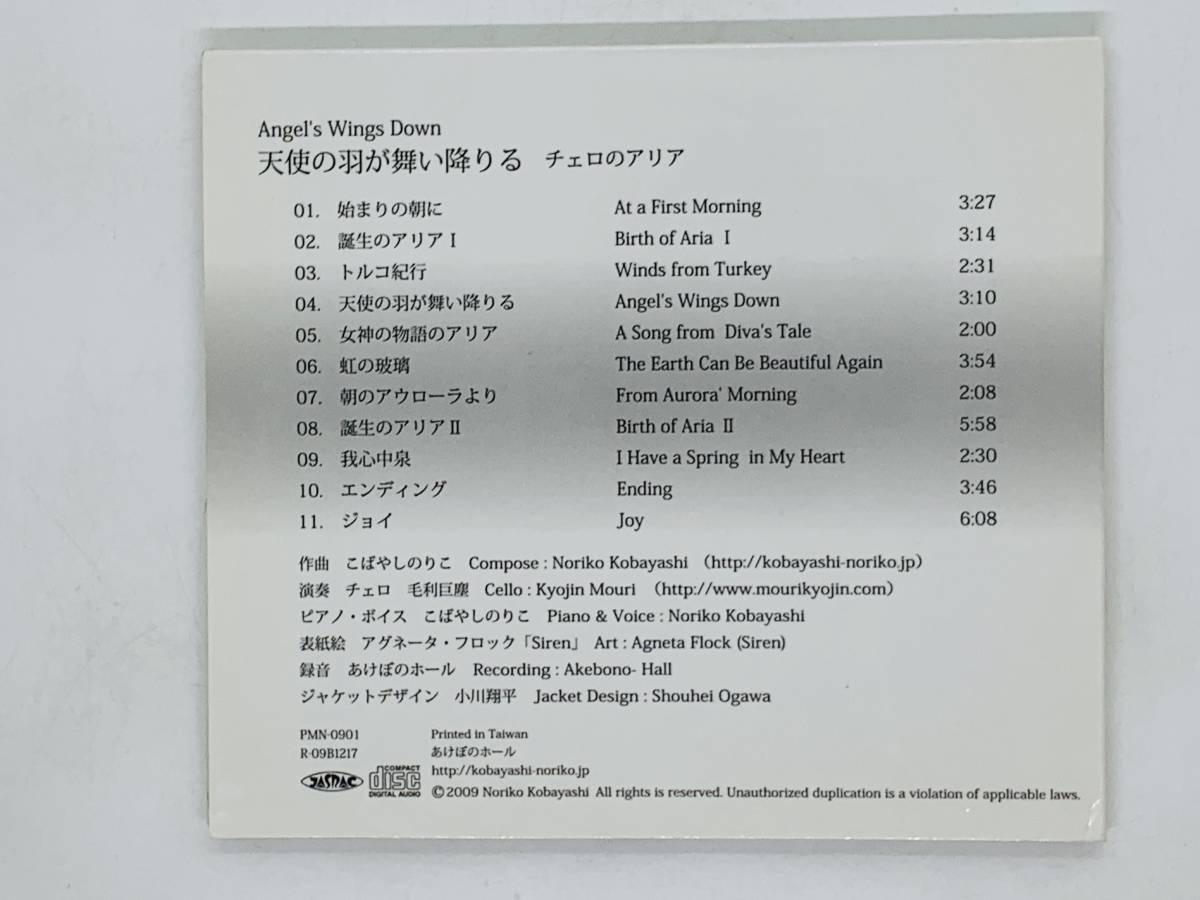 Angel's Wings Down
天使の羽が舞い降りる チェロのアリア
01. 始まりの朝に At a First Morning 3:27
02. 誕生のアリアⅠ Birth of Aria Ⅰ 3:14
03. トルコ紀行 Winds from Turkey 2:31
04. 天使の羽が舞い降りる Angel's Wings Down 3:10
05. 女神の物語のアリア A Song from Diva's Tale 2:00
06. 虹の玻璃 The Earth Can Be Beautiful Again 3:54
07. 朝のアウローラより From Aurora' Morning 2:08
08. 誕生のアリアⅡ Birth of Aria Ⅱ 5:58
09. 我心中泉 I Have a Spring in My Heart 2:30
10. エンディング Ending 3:46
11. ジョイ Joy 6:08
作曲 こばやしのりこ Compose : Noriko Kobayashi （http://kobayashi-noriko.jp）
演奏 チェロ 毛利巨塵 Cello : Kyojin Mouri （http://www.mourikyojin.com）
ピアノ・ボイス こばやしのりこ Piano & Voice : Noriko Kobayashi
表紙絵 アグネータ・フロック「Siren」 Art : Agneta Flock (Siren)
録音 あけぼのホール Recording : Akebono- Hall
ジャケットデザイン 小川翔平 Jacket Design : Shouhei Ogawa
PMN-0901 Printed in Taiwan
R-09B1217 あけぼのホール
JASRAC COMPACT disc DIGITAL AUDIO http://kobayashi-noriko.jp
©2009 Noriko Kobayashi All rights is reserved. Unauthorized duplication is a violation of applicable laws.